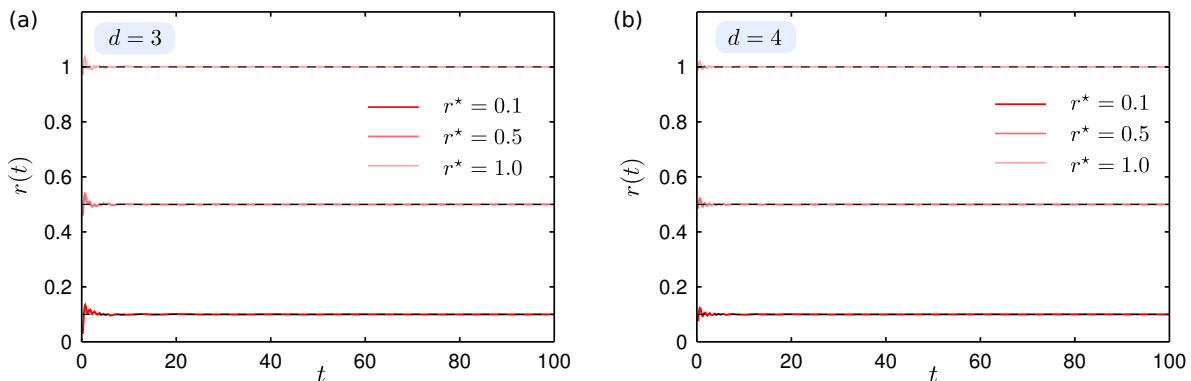 (a)
d = 3
1
0.8
0.6
0.4
0.2
0
r(t)
r⋆ = 0.1
r⋆ = 0.5
r⋆ = 1.0
0 20 40 60 80 100
t
(b)
d = 4
1
0.8
0.6
0.4
0.2
0
r(t)
r⋆ = 0.1
r⋆ = 0.5
r⋆ = 1.0
0 20 40 60 80 100
t